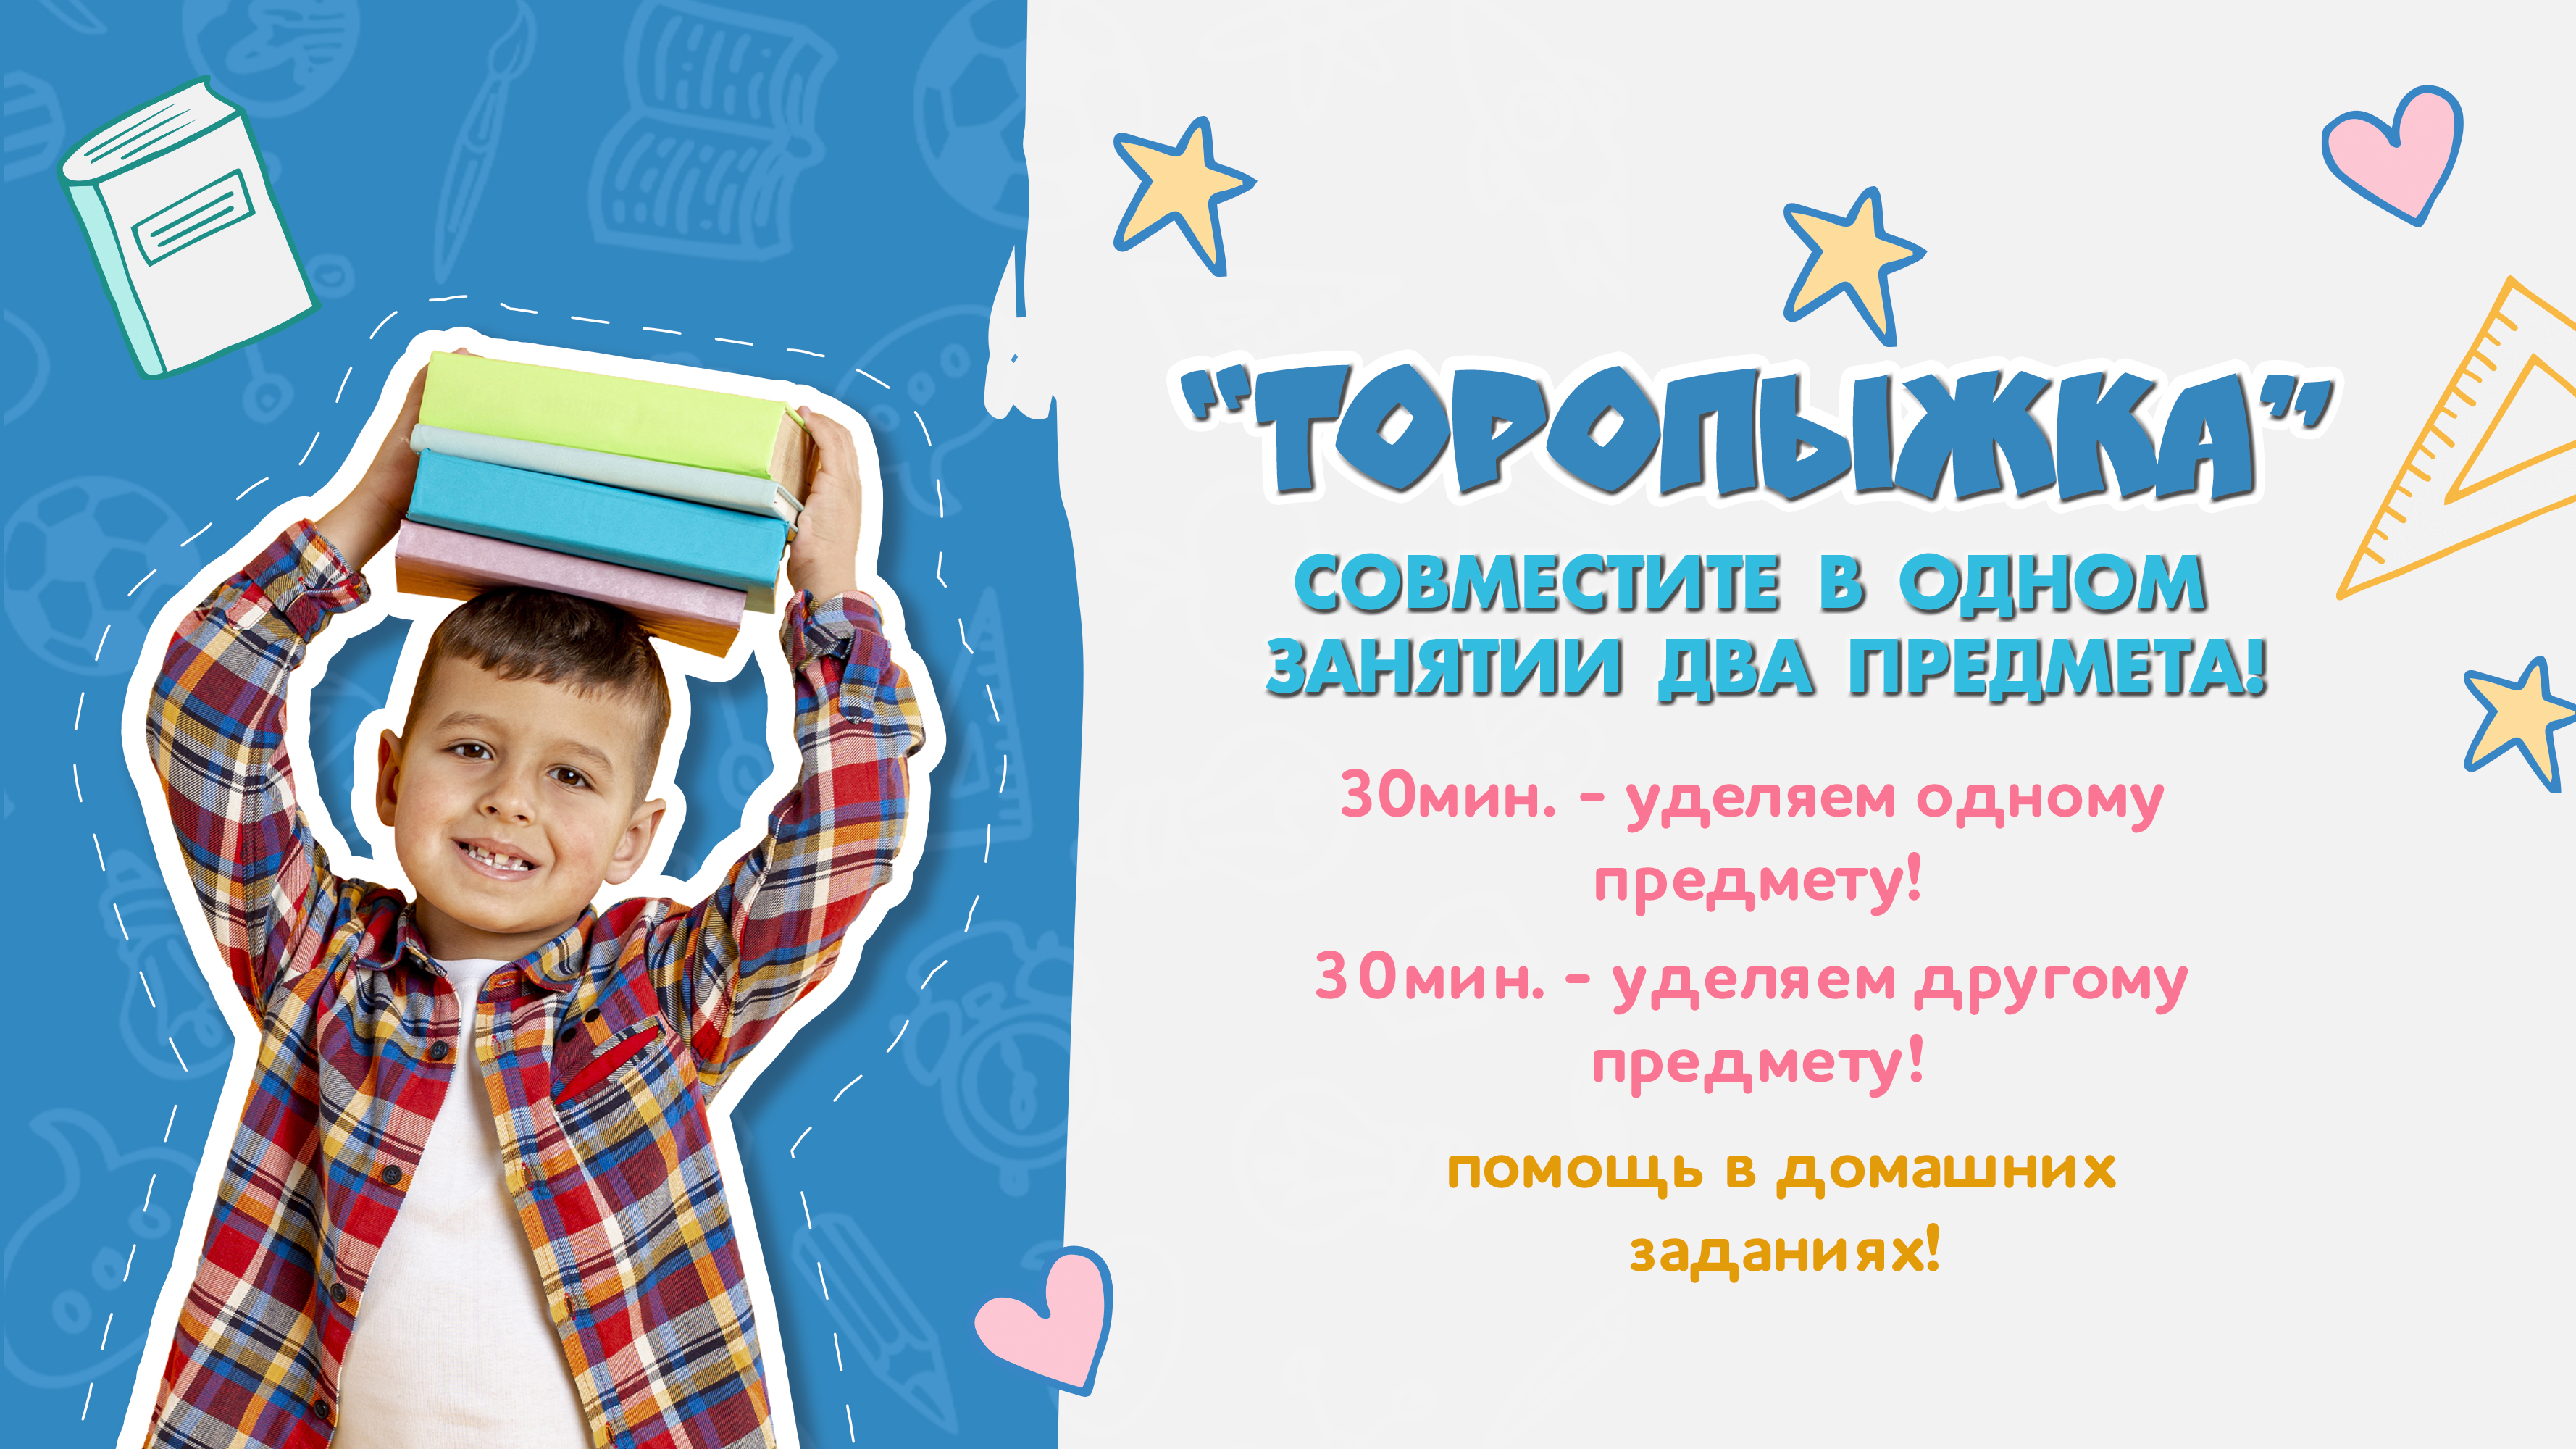 “ТОРОПЫЖКА”
СОВМЕСТИТЕ В ОДНОМ
ЗАНЯТИИ ДВА ПРЕДМЕТА!
30мин. - уделяем одному
предмету!
30мин. - уделяем другому
предмету!
помощь в домашних
заданиях!